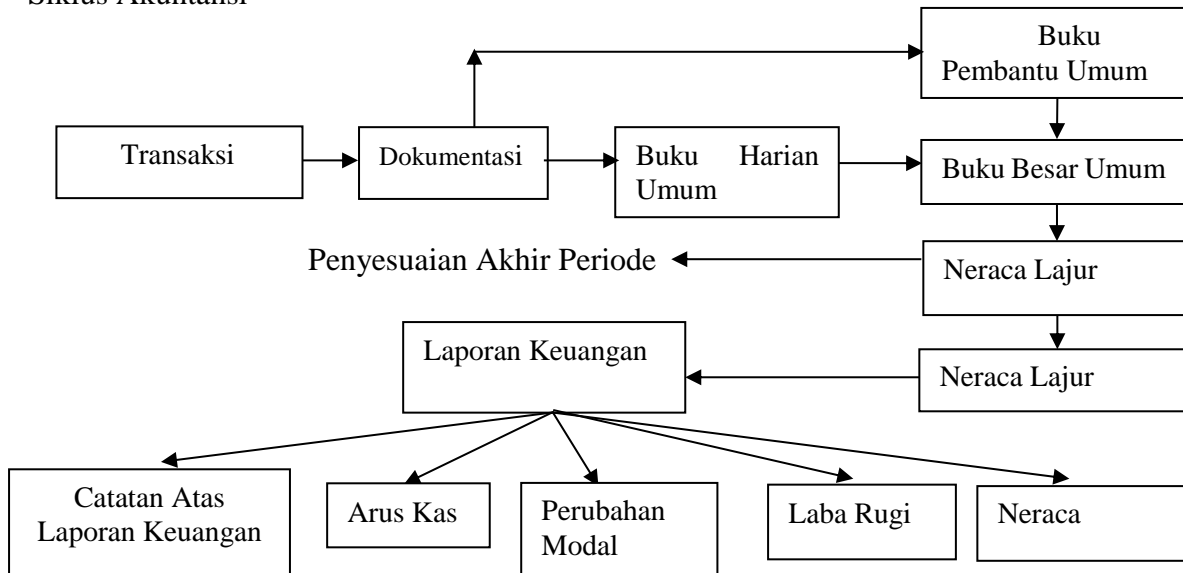 Siklus Akuntansi
Buku
Pembantu Umum
Transaksi
Dokumentasi
Buku Harian
Umum
Buku Besar Umum
Penyesuaian Akhir Periode
Neraca Lajur
Laporan Keuangan
Neraca Lajur
Catatan Atas
Laporan Keuangan
Arus Kas
Perubahan
Modal
Laba Rugi
Neraca